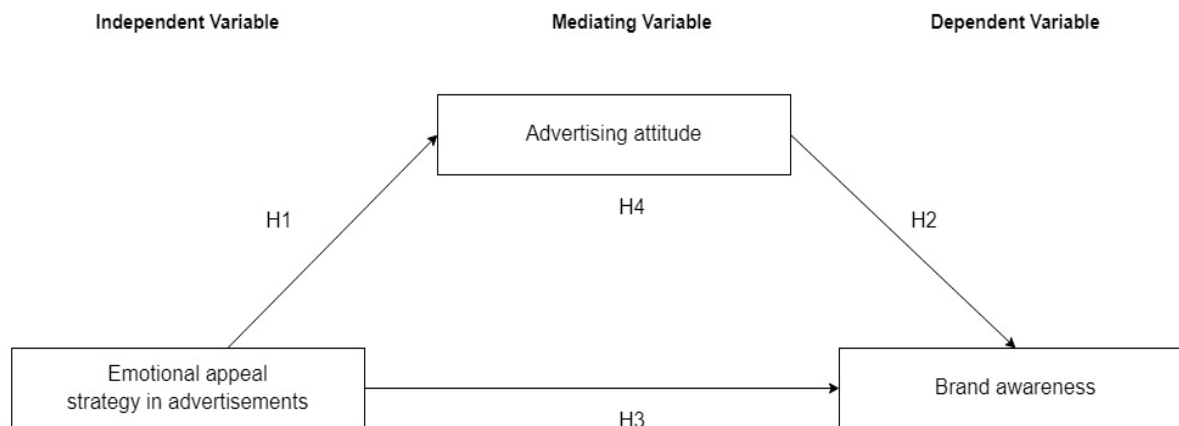 Independent Variable
Mediating Variable
Dependent Variable
Advertising attitude
H1
H4
H2
Emotional appeal
strategy in advertisements
Brand awareness
H3